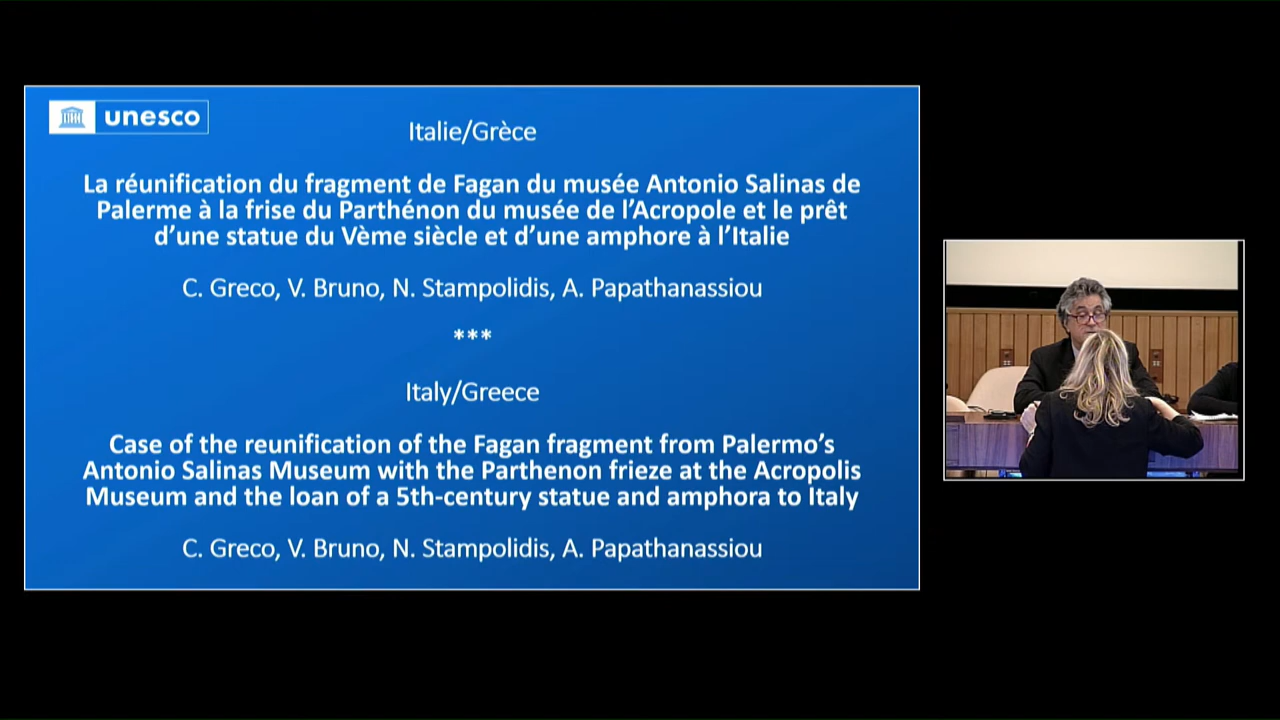 unesco
Italie/Grèce
La réunification du fragment de Fagan du musée Antonio Salinas de
Palerme à la frise du Parthénon du musée de l’Acropole et le prêt
d’une statue du Vème siècle et d’une amphore à l’Italie
C. Greco, V. Bruno, N. Stampolidis, A. Papathanassiou
***
Italy/Greece
Case of the reunification of the Fagan fragment from Palermo’s
Antonio Salinas Museum with the Parthenon frieze at the Acropolis
Museum and the loan of a 5th-century statue and amphora to Italy
C. Greco, V. Bruno, N. Stampolidis, A. Papathanassiou